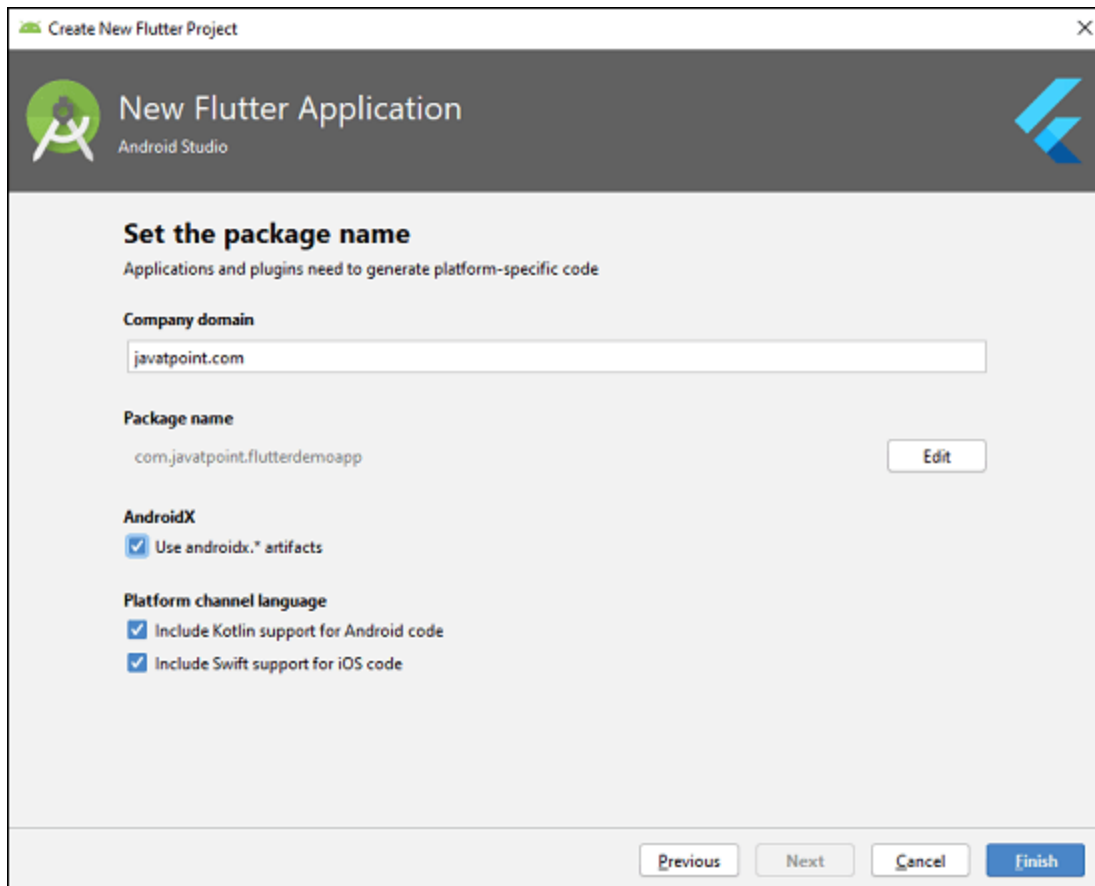 Create New Flutter Project
New Flutter Application
Android Studio
Set the package name
Applications and plugins need to generate platform-specific code
Company domain
javatpoint.com
Package name
com.javatpoint.flutterdemoapp
Edit
AndroidX
Use androidx.* artifacts
Platform channel language
Include Kotlin support for Android code
Include Swift support for iOS code
Previous Next Cancel Finish